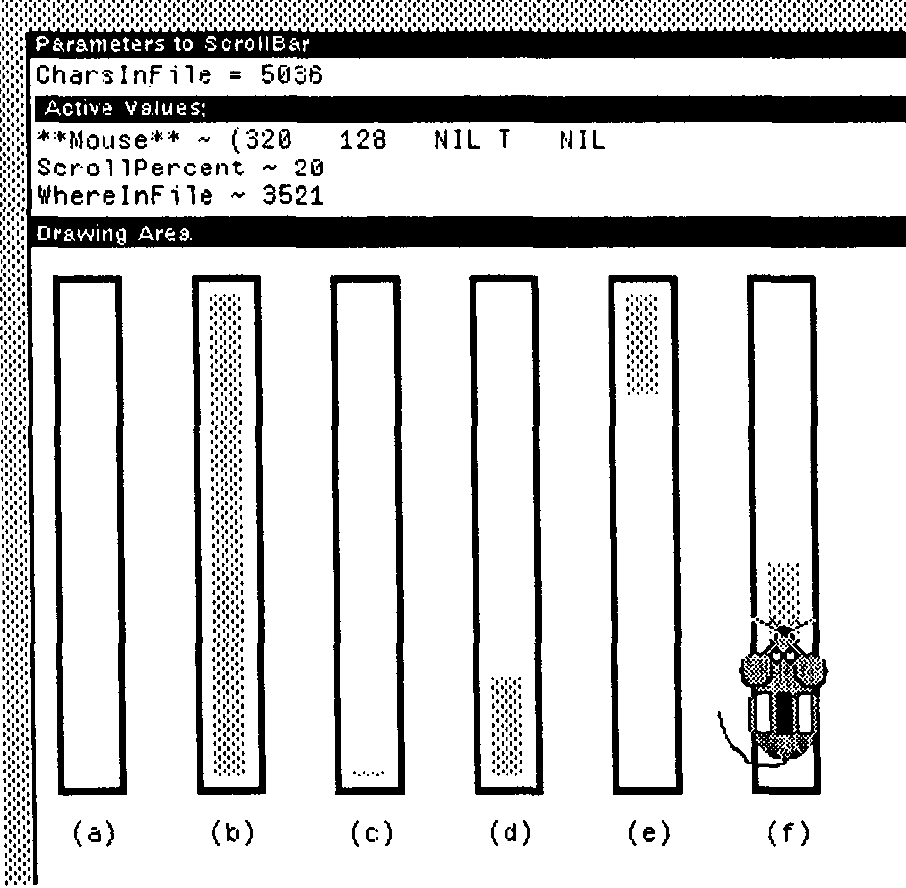 Parameters to ScrollBar
CharsInFile = 5036
Active Values:
**Mouse** ~ (320 128 NIL T NIL
ScrollPercent ~ 20
WhereInFile ~ 3521
Drawing Area
(a) (b) (c) (d) (e) (f)